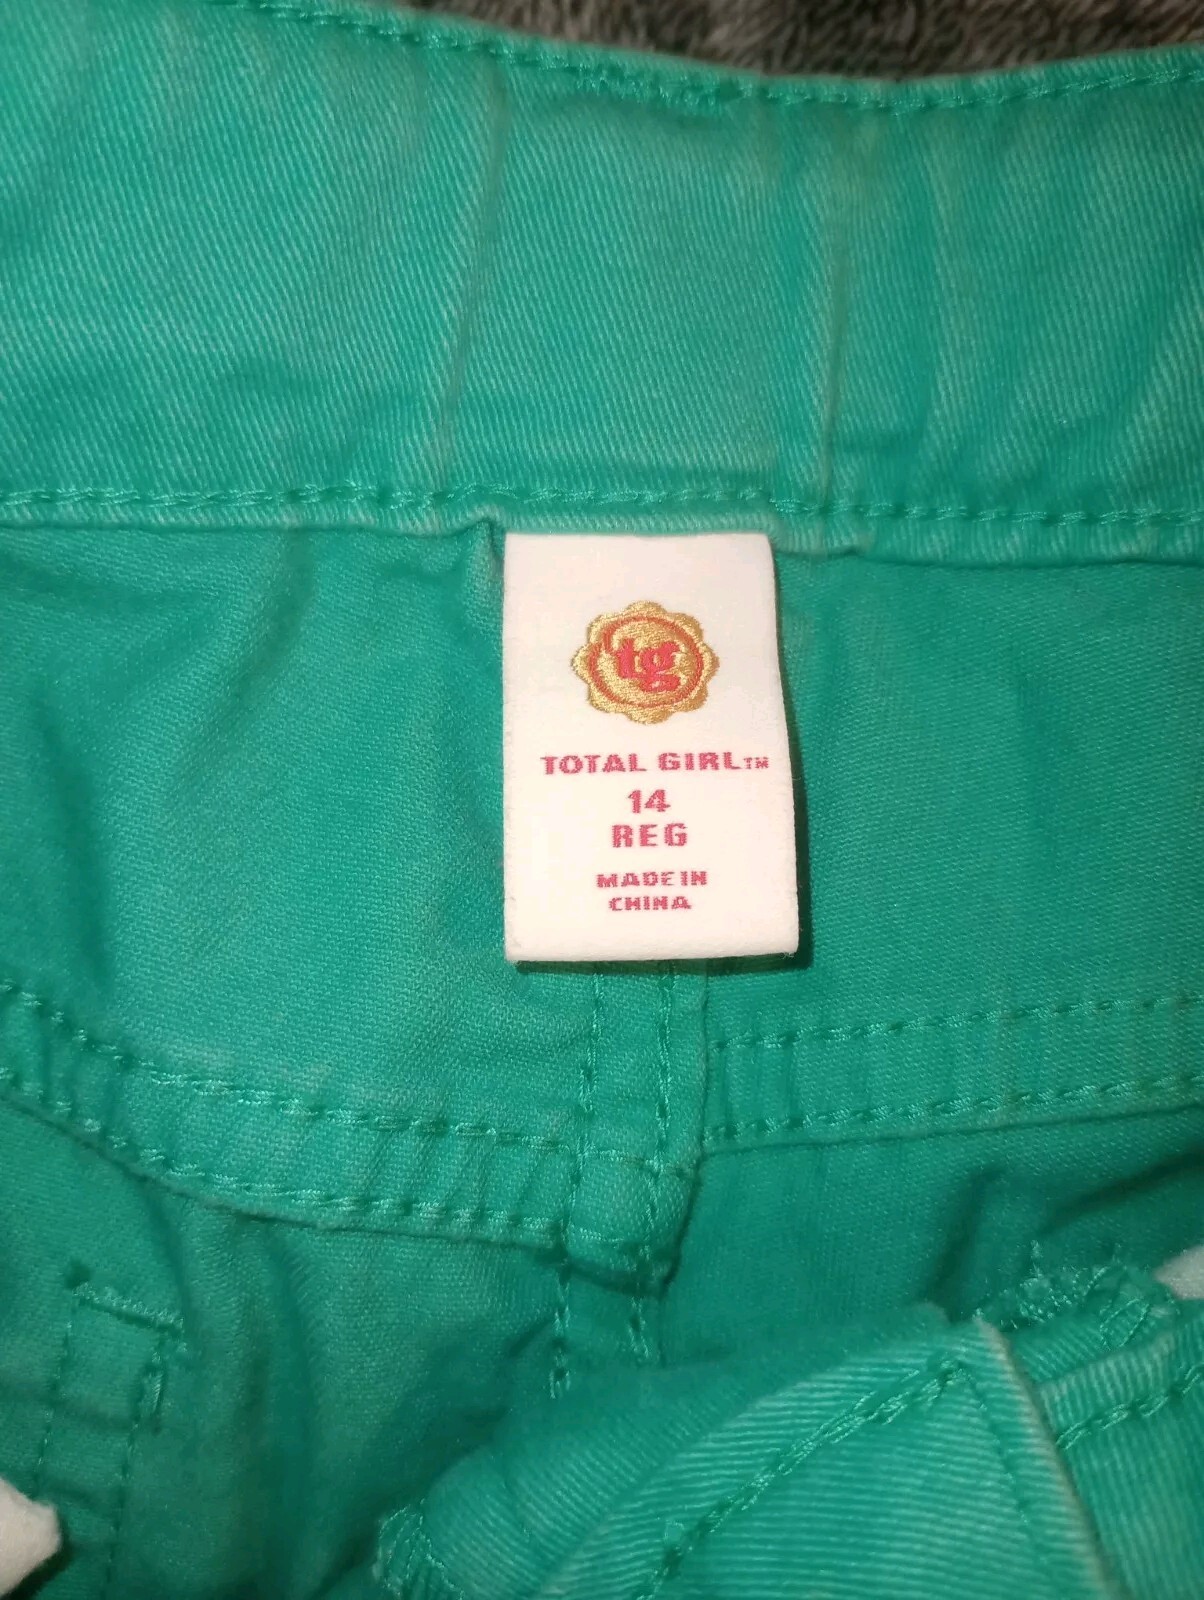 tg
TOTAL GIRL™
14
REG
MADE IN
CHINA